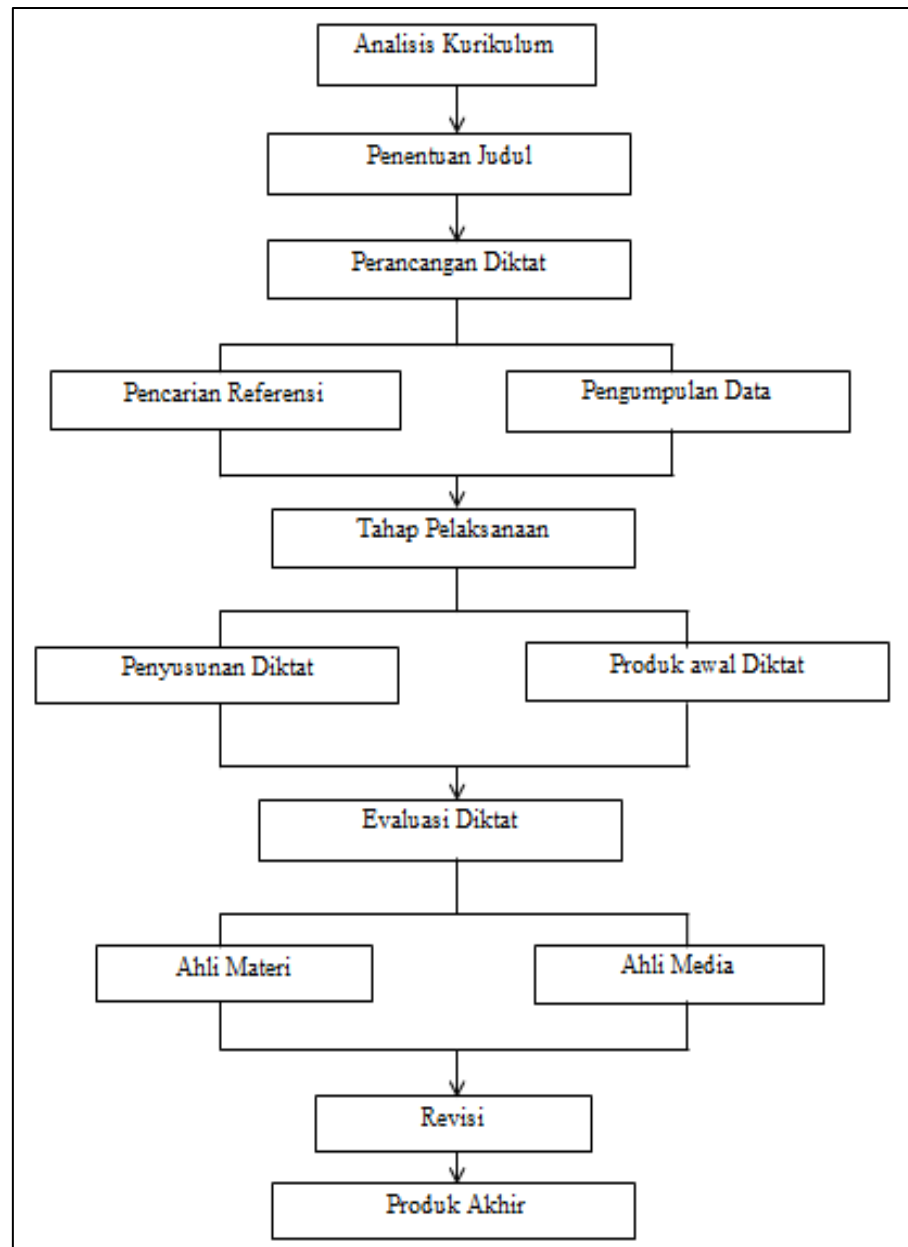 Analisis Kurikulum
Penentuan Judul
Perancangan Diktat
Pencarian Referensi
Pengumpulan Data
Tahap Pelaksanaan
Penyusunan Diktat
Produk awal Diktat
Evaluasi Diktat
Ahli Materi
Ahli Media
Revisi
Produk Akhir